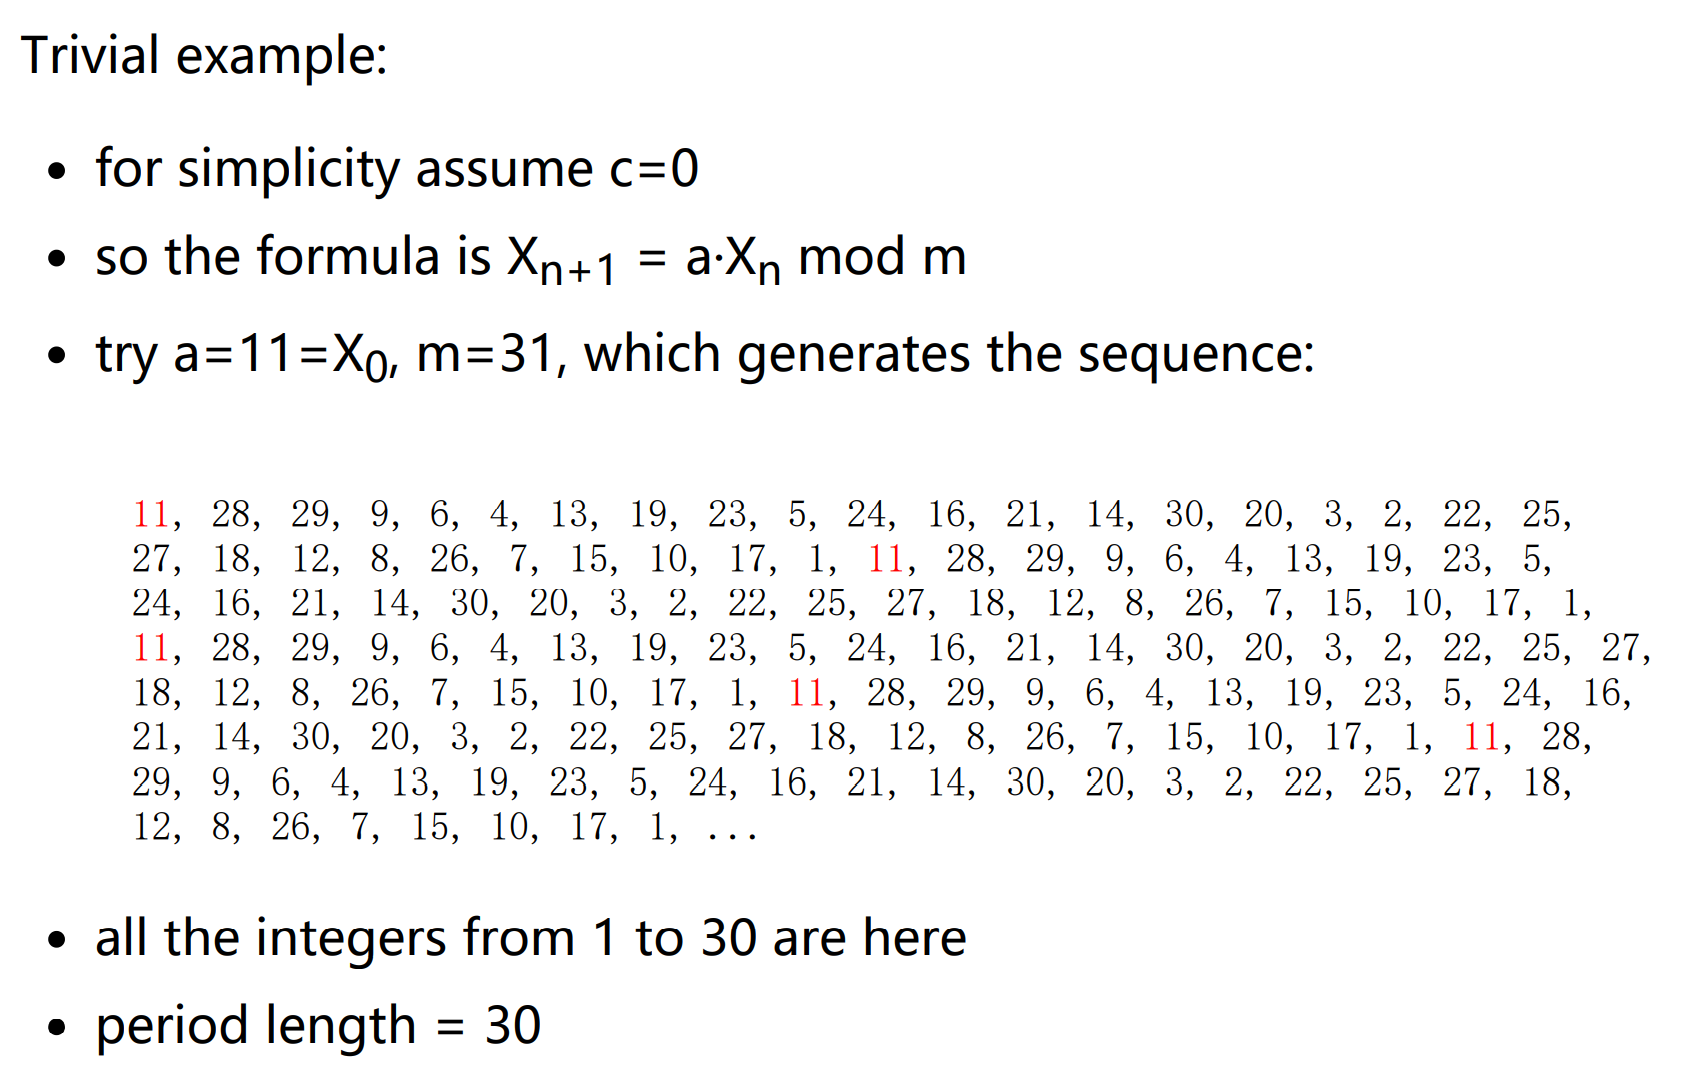 Trivial example:
• for simplicity assume c=0
• so the formula is Xₙ₊₁ = a·Xₙ mod m
• try a=11=X₀, m=31, which generates the sequence:
11, 28, 29, 9, 6, 4, 13, 19, 23, 5, 24, 16, 21, 14, 30, 20, 3, 2, 22, 25,
27, 18, 12, 8, 26, 7, 15, 10, 17, 1, 11, 28, 29, 9, 6, 4, 13, 19, 23, 5,
24, 16, 21, 14, 30, 20, 3, 2, 22, 25, 27, 18, 12, 8, 26, 7, 15, 10, 17, 1,
11, 28, 29, 9, 6, 4, 13, 19, 23, 5, 24, 16, 21, 14, 30, 20, 3, 2, 22, 25, 27,
18, 12, 8, 26, 7, 15, 10, 17, 1, 11, 28, 29, 9, 6, 4, 13, 19, 23, 5, 24, 16,
21, 14, 30, 20, 3, 2, 22, 25, 27, 18, 12, 8, 26, 7, 15, 10, 17, 1, 11, 28,
29, 9, 6, 4, 13, 19, 23, 5, 24, 16, 21, 14, 30, 20, 3, 2, 22, 25, 27, 18,
12, 8, 26, 7, 15, 10, 17, 1, ...
• all the integers from 1 to 30 are here
• period length = 30